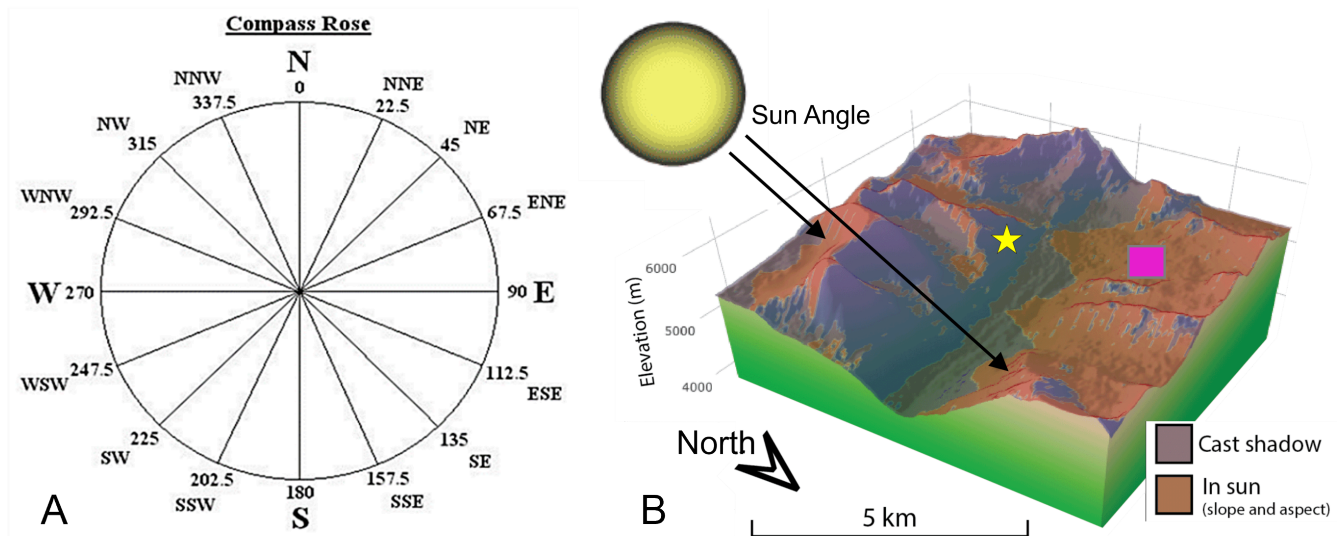 Compass Rose
N
0
NNW
337.5
NNE
22.5
NW
315
NE
45
WNW
292.5
67.5 ENE
W 270
90 E
247.5
WSW
112.5
ESE
225
SW
135
SE
202.5
SSW
180
S
157.5
SSE
A
Sun Angle
Elevation (m)
6000
5000
4000
North
B
5 km
Cast shadow
In sun
(slope and aspect)